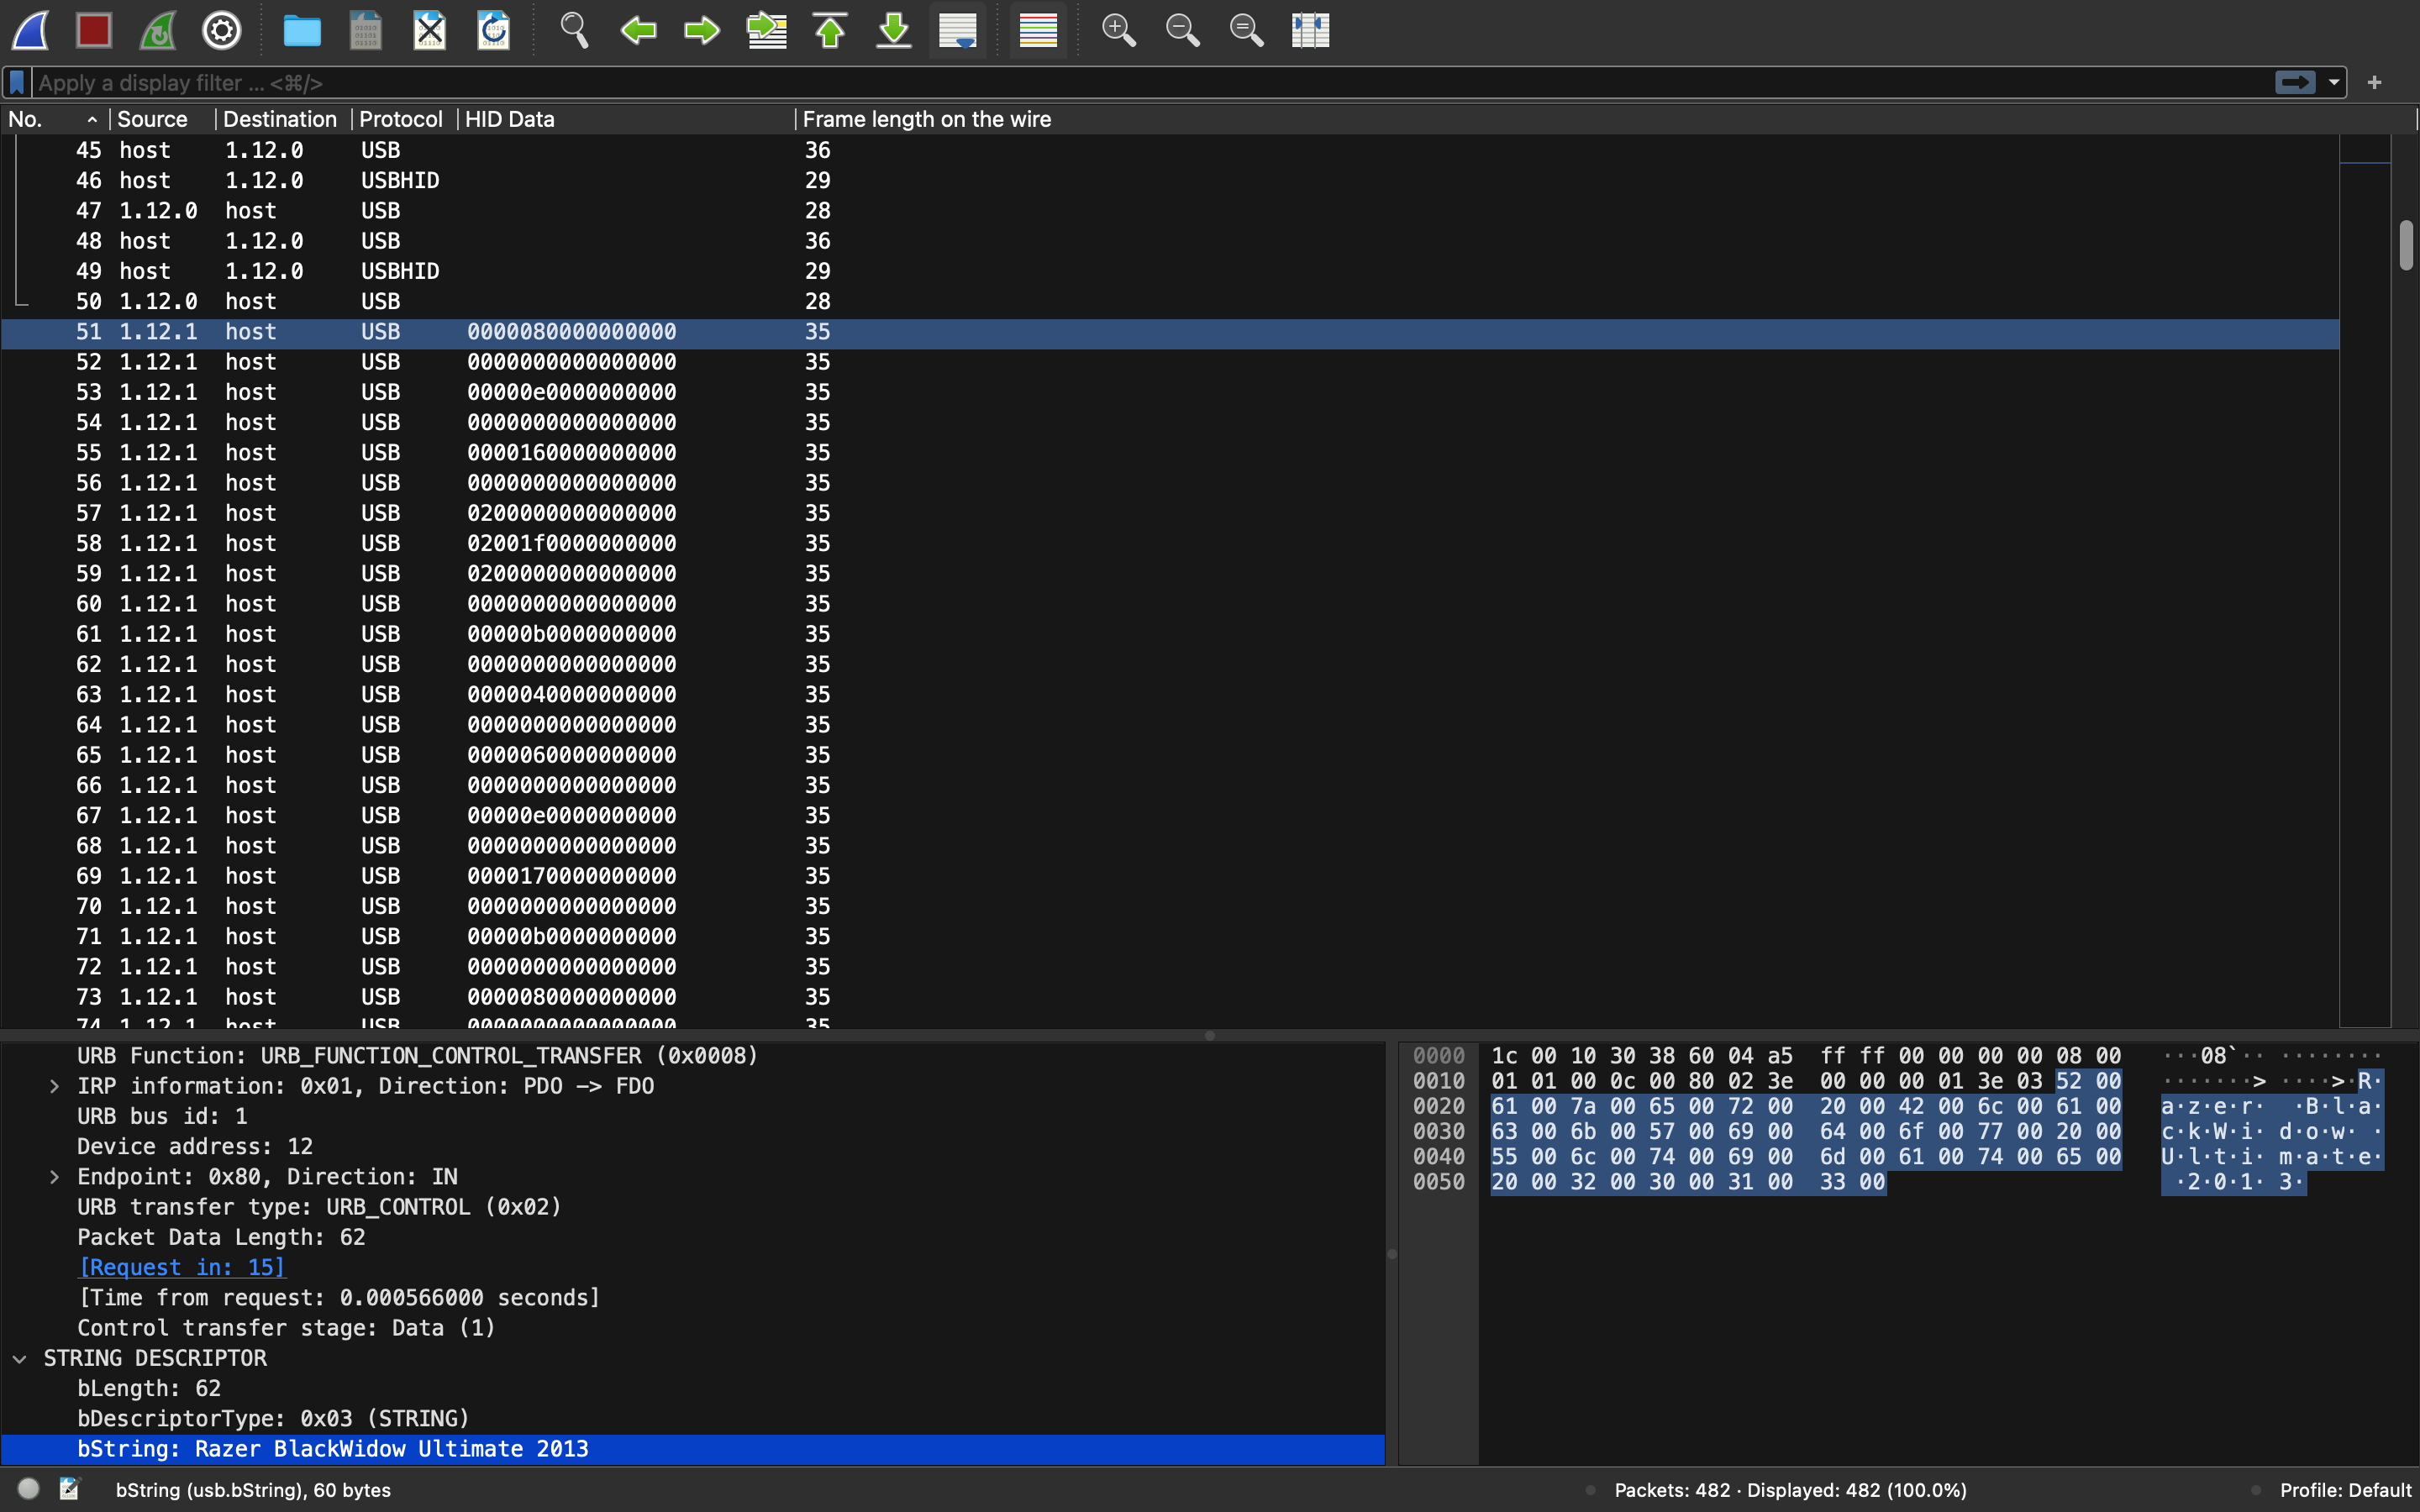 Apply a display filter ... <⌘/>
No. Source Destination Protocol HID Data Frame length on the wire
45 host 1.12.0 USB 36
46 host 1.12.0 USBHID 29
47 1.12.0 host USB 28
48 host 1.12.0 USB 36
49 host 1.12.0 USBHID 29
50 1.12.0 host USB 28
51 1.12.1 host USB 0000080000000000 35
52 1.12.1 host USB 0000000000000000 35
53 1.12.1 host USB 00000e0000000000 35
54 1.12.1 host USB 0000000000000000 35
55 1.12.1 host USB 0000160000000000 35
56 1.12.1 host USB 0000000000000000 35
57 1.12.1 host USB 0200000000000000 35
58 1.12.1 host USB 02001f0000000000 35
59 1.12.1 host USB 0200000000000000 35
60 1.12.1 host USB 0000000000000000 35
61 1.12.1 host USB 00000b0000000000 35
62 1.12.1 host USB 0000000000000000 35
63 1.12.1 host USB 0000040000000000 35
64 1.12.1 host USB 0000000000000000 35
65 1.12.1 host USB 0000060000000000 35
66 1.12.1 host USB 0000000000000000 35
67 1.12.1 host USB 00000e0000000000 35
68 1.12.1 host USB 0000000000000000 35
69 1.12.1 host USB 0000170000000000 35
70 1.12.1 host USB 0000000000000000 35
71 1.12.1 host USB 00000b0000000000 35
72 1.12.1 host USB 0000000000000000 35
73 1.12.1 host USB 0000080000000000 35
74 1.12.1 host USB 0000000000000000 35
URB Function: URB_FUNCTION_CONTROL_TRANSFER (0x0008)
IRP information: 0x01, Direction: PDO –> FDO
URB bus id: 1
Device address: 12
Endpoint: 0x80, Direction: IN
URB transfer type: URB_CONTROL (0x02)
Packet Data Length: 62
[Request in: 15]
[Time from request: 0.000566000 seconds]
Control transfer stage: Data (1)
STRING DESCRIPTOR
bLength: 62
bDescriptorType: 0x03 (STRING)
bString: Razer BlackWidow Ultimate 2013
0000 1c 00 10 30 38 60 04 a5 ff ff 00 00 00 00 08 00 ···08`·· ········
0010 01 01 00 0c 00 80 02 3e 00 00 00 01 3e 03 52 00 ·······> ····>·R·
0020 61 00 7a 00 65 00 72 00 20 00 42 00 6c 00 61 00 a·z·e·r· ·B·l·a·
0030 63 00 6b 00 57 00 69 00 64 00 6f 00 77 00 20 00 c·k·W·i· d·o·w· ·
0040 55 00 6c 00 74 00 69 00 6d 00 61 00 74 00 65 00 U·l·t·i· m·a·t·e·
0050 20 00 32 00 30 00 31 00 33 00 ·2·0·1· 3·
bString (usb.bString), 60 bytes Packets: 482 · Displayed: 482 (100.0%) Profile: Default